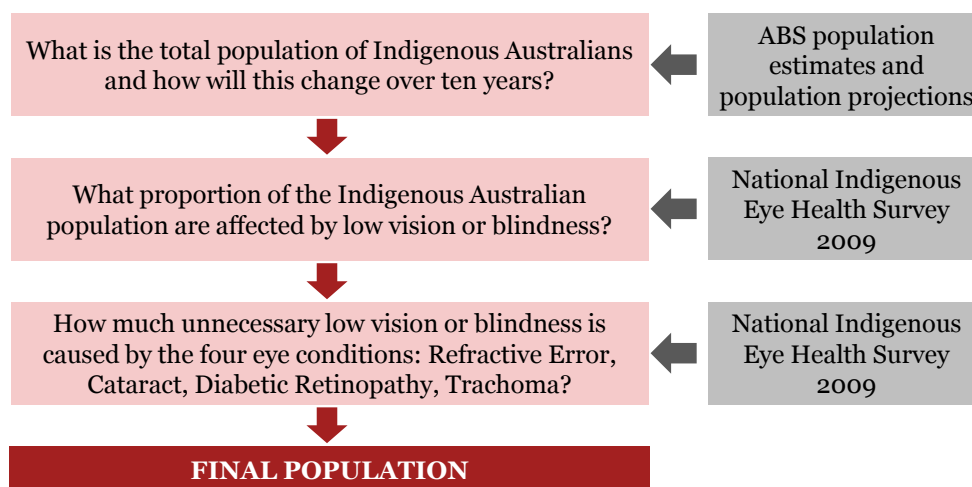 What is the total population of Indigenous Australians
and how will this change over ten years?
ABS population
estimates and
population projections
What proportion of the Indigenous Australian
population are affected by low vision or blindness?
National Indigenous
Eye Health Survey
2009
How much unnecessary low vision or blindness is
caused by the four eye conditions: Refractive Error,
Cataract, Diabetic Retinopathy, Trachoma?
National Indigenous
Eye Health Survey
2009
FINAL POPULATION